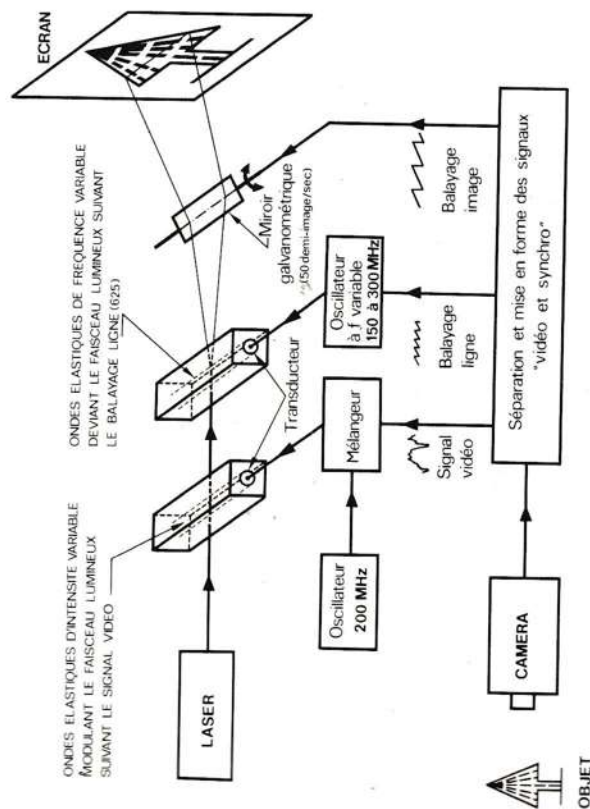 ONDES ELASTIQUES D'INTENSITE VARIABLE
MODULANT LE FAISCEAU LUMINEUX
SUIVANT LE SIGNAL VIDEO
ONDES ELASTIQUES DE FREQUENCE VARIABLE
DEVIANT LE FAISCEAU LUMINEUX SUIVANT
LE BALAYAGE LIGNE (625)
ECRAN
LASER
Transducteur
Miroir
galvanométrique
(50 demi-image/sec)
Oscillateur
200 MHz
Mélangeur
Oscillateur
à f variable
150 à 300 MHz
Signal
vidéo
Balayage
ligne
Balayage
image
OBJET
CAMERA
Séparation et mise en forme des signaux
"vidéo et synchro"